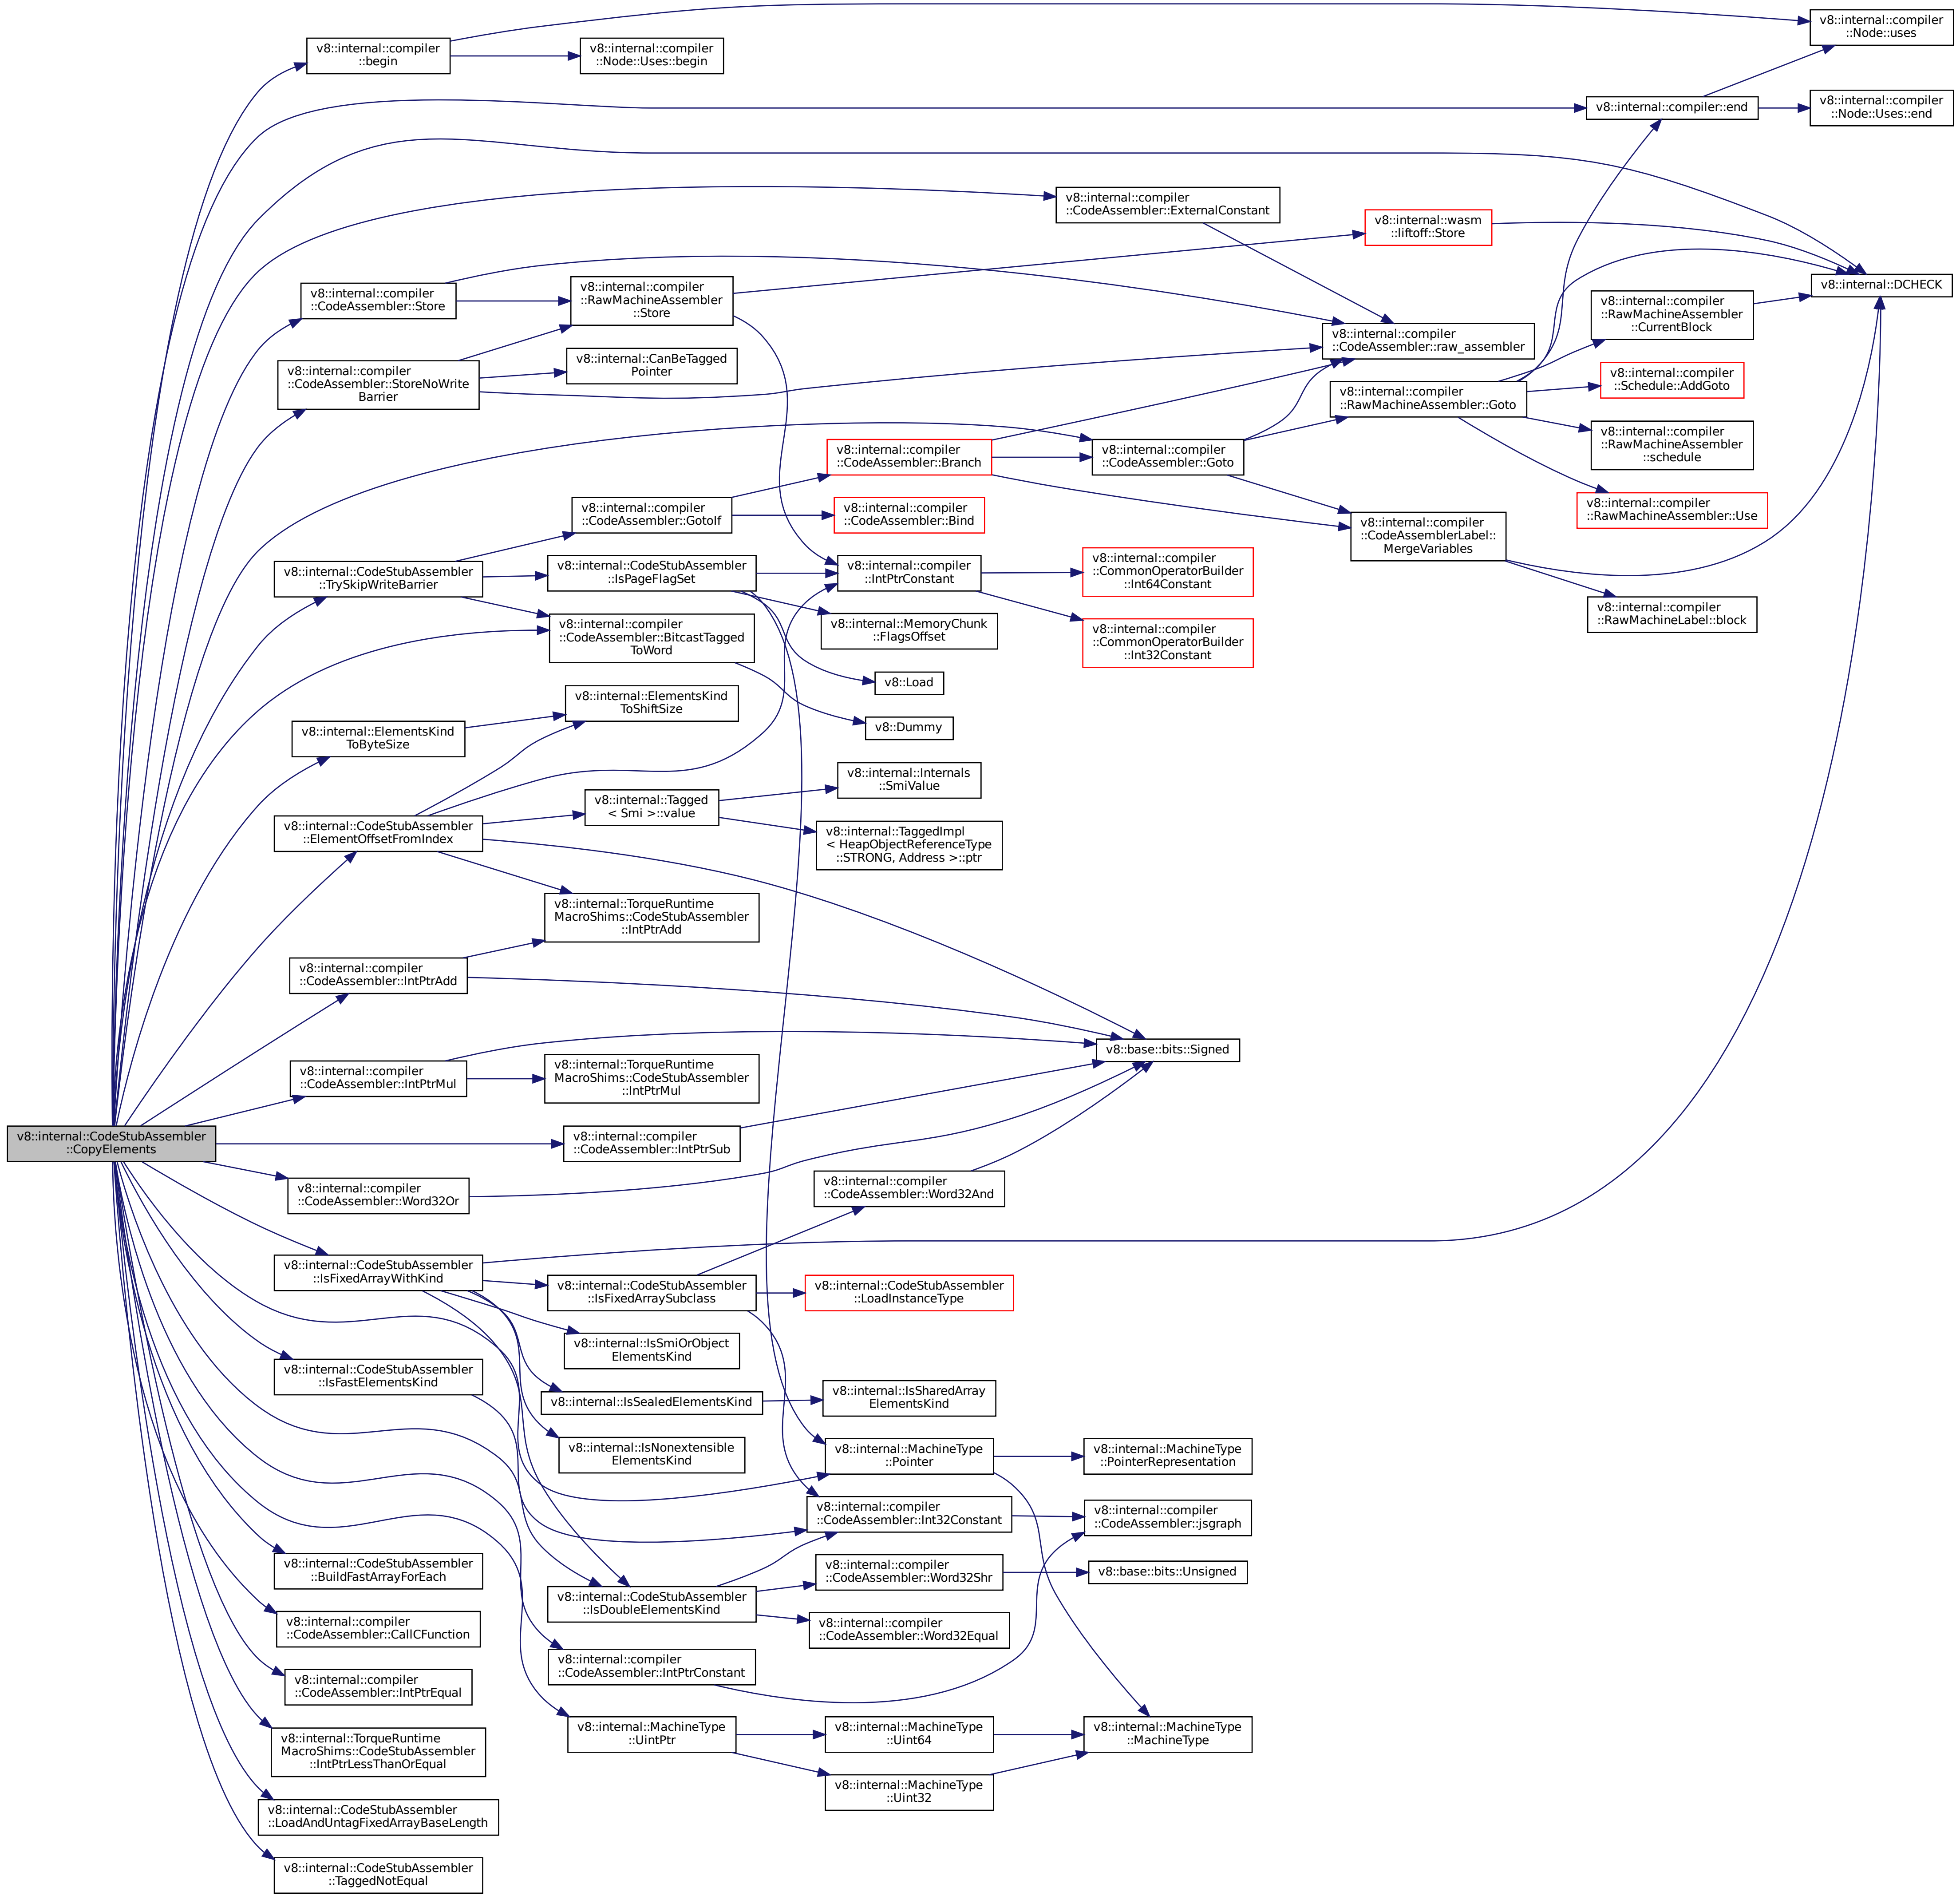 v8::internal::CodeStubAssembler
::CopyElements
v8::internal::compiler
::begin
v8::internal::compiler
::Node::Uses::begin
v8::internal::compiler
::Node::uses
v8::internal::compiler::end
v8::internal::compiler
::Node::Uses::end
v8::internal::compiler
::CodeAssembler::ExternalConstant
v8::internal::wasm
::liftoff::Store
v8::internal::DCHECK
v8::internal::compiler
::CodeAssembler::Store
v8::internal::compiler
::RawMachineAssembler
::Store
v8::internal::compiler
::RawMachineAssembler
::CurrentBlock
v8::internal::compiler
::CodeAssembler::raw_assembler
v8::internal::CanBeTagged
Pointer
v8::internal::compiler
::CodeAssembler::StoreNoWrite
Barrier
v8::internal::compiler
::RawMachineAssembler::Goto
v8::internal::compiler
::Schedule::AddGoto
v8::internal::compiler
::RawMachineAssembler
::schedule
v8::internal::compiler
::CodeAssembler::Branch
v8::internal::compiler
::CodeAssembler::Goto
v8::internal::compiler
::RawMachineAssembler::Use
v8::internal::compiler
::CodeAssembler::GotoIf
v8::internal::compiler
::CodeAssembler::Bind
v8::internal::compiler
::CodeAssemblerLabel::
MergeVariables
v8::internal::CodeStubAssembler
::TrySkipWriteBarrier
v8::internal::CodeStubAssembler
::IsPageFlagSet
v8::internal::compiler
::IntPtrConstant
v8::internal::compiler
::CommonOperatorBuilder
::Int64Constant
v8::internal::compiler
::RawMachineLabel::block
v8::internal::compiler
::CodeAssembler::BitcastTagged
ToWord
v8::internal::MemoryChunk
::FlagsOffset
v8::internal::compiler
::CommonOperatorBuilder
::Int32Constant
v8::Load
v8::internal::ElementsKind
ToShiftSize
v8::Dummy
v8::internal::ElementsKind
ToByteSize
v8::internal::Internals
::SmiValue
v8::internal::Tagged
< Smi >::value
v8::internal::CodeStubAssembler
::ElementOffsetFromIndex
v8::internal::TaggedImpl
< HeapObjectReferenceType
::STRONG, Address >::ptr
v8::internal::TorqueRuntime
MacroShims::CodeStubAssembler
::IntPtrAdd
v8::internal::compiler
::CodeAssembler::IntPtrAdd
v8::base::bits::Signed
v8::internal::compiler
::CodeAssembler::IntPtrMul
v8::internal::TorqueRuntime
MacroShims::CodeStubAssembler
::IntPtrMul
v8::internal::compiler
::CodeAssembler::IntPtrSub
v8::internal::compiler
::CodeAssembler::Word32Or
v8::internal::compiler
::CodeAssembler::Word32And
v8::internal::CodeStubAssembler
::IsFixedArrayWithKind
v8::internal::CodeStubAssembler
::IsFixedArraySubclass
v8::internal::CodeStubAssembler
::LoadInstanceType
v8::internal::IsSmiOrObject
ElementsKind
v8::internal::CodeStubAssembler
::IsFastElementsKind
v8::internal::IsSealedElementsKind
v8::internal::IsSharedArray
ElementsKind
v8::internal::IsNonextensible
ElementsKind
v8::internal::MachineType
::Pointer
v8::internal::MachineType
::PointerRepresentation
v8::internal::compiler
::CodeAssembler::Int32Constant
v8::internal::compiler
::CodeAssembler::jsgraph
v8::internal::CodeStubAssembler
::BuildFastArrayForEach
v8::internal::compiler
::CodeAssembler::Word32Shr
v8::base::bits::Unsigned
v8::internal::CodeStubAssembler
::IsDoubleElementsKind
v8::internal::compiler
::CodeAssembler::CallCFunction
v8::internal::compiler
::CodeAssembler::Word32Equal
v8::internal::compiler
::CodeAssembler::IntPtrConstant
v8::internal::compiler
::CodeAssembler::IntPtrEqual
v8::internal::MachineType
::UintPtr
v8::internal::MachineType
::Uint64
v8::internal::MachineType
::MachineType
v8::internal::TorqueRuntime
MacroShims::CodeStubAssembler
::IntPtrLessThanOrEqual
v8::internal::MachineType
::Uint32
v8::internal::CodeStubAssembler
::LoadAndUntagFixedArrayBaseLength
v8::internal::CodeStubAssembler
::TaggedNotEqual